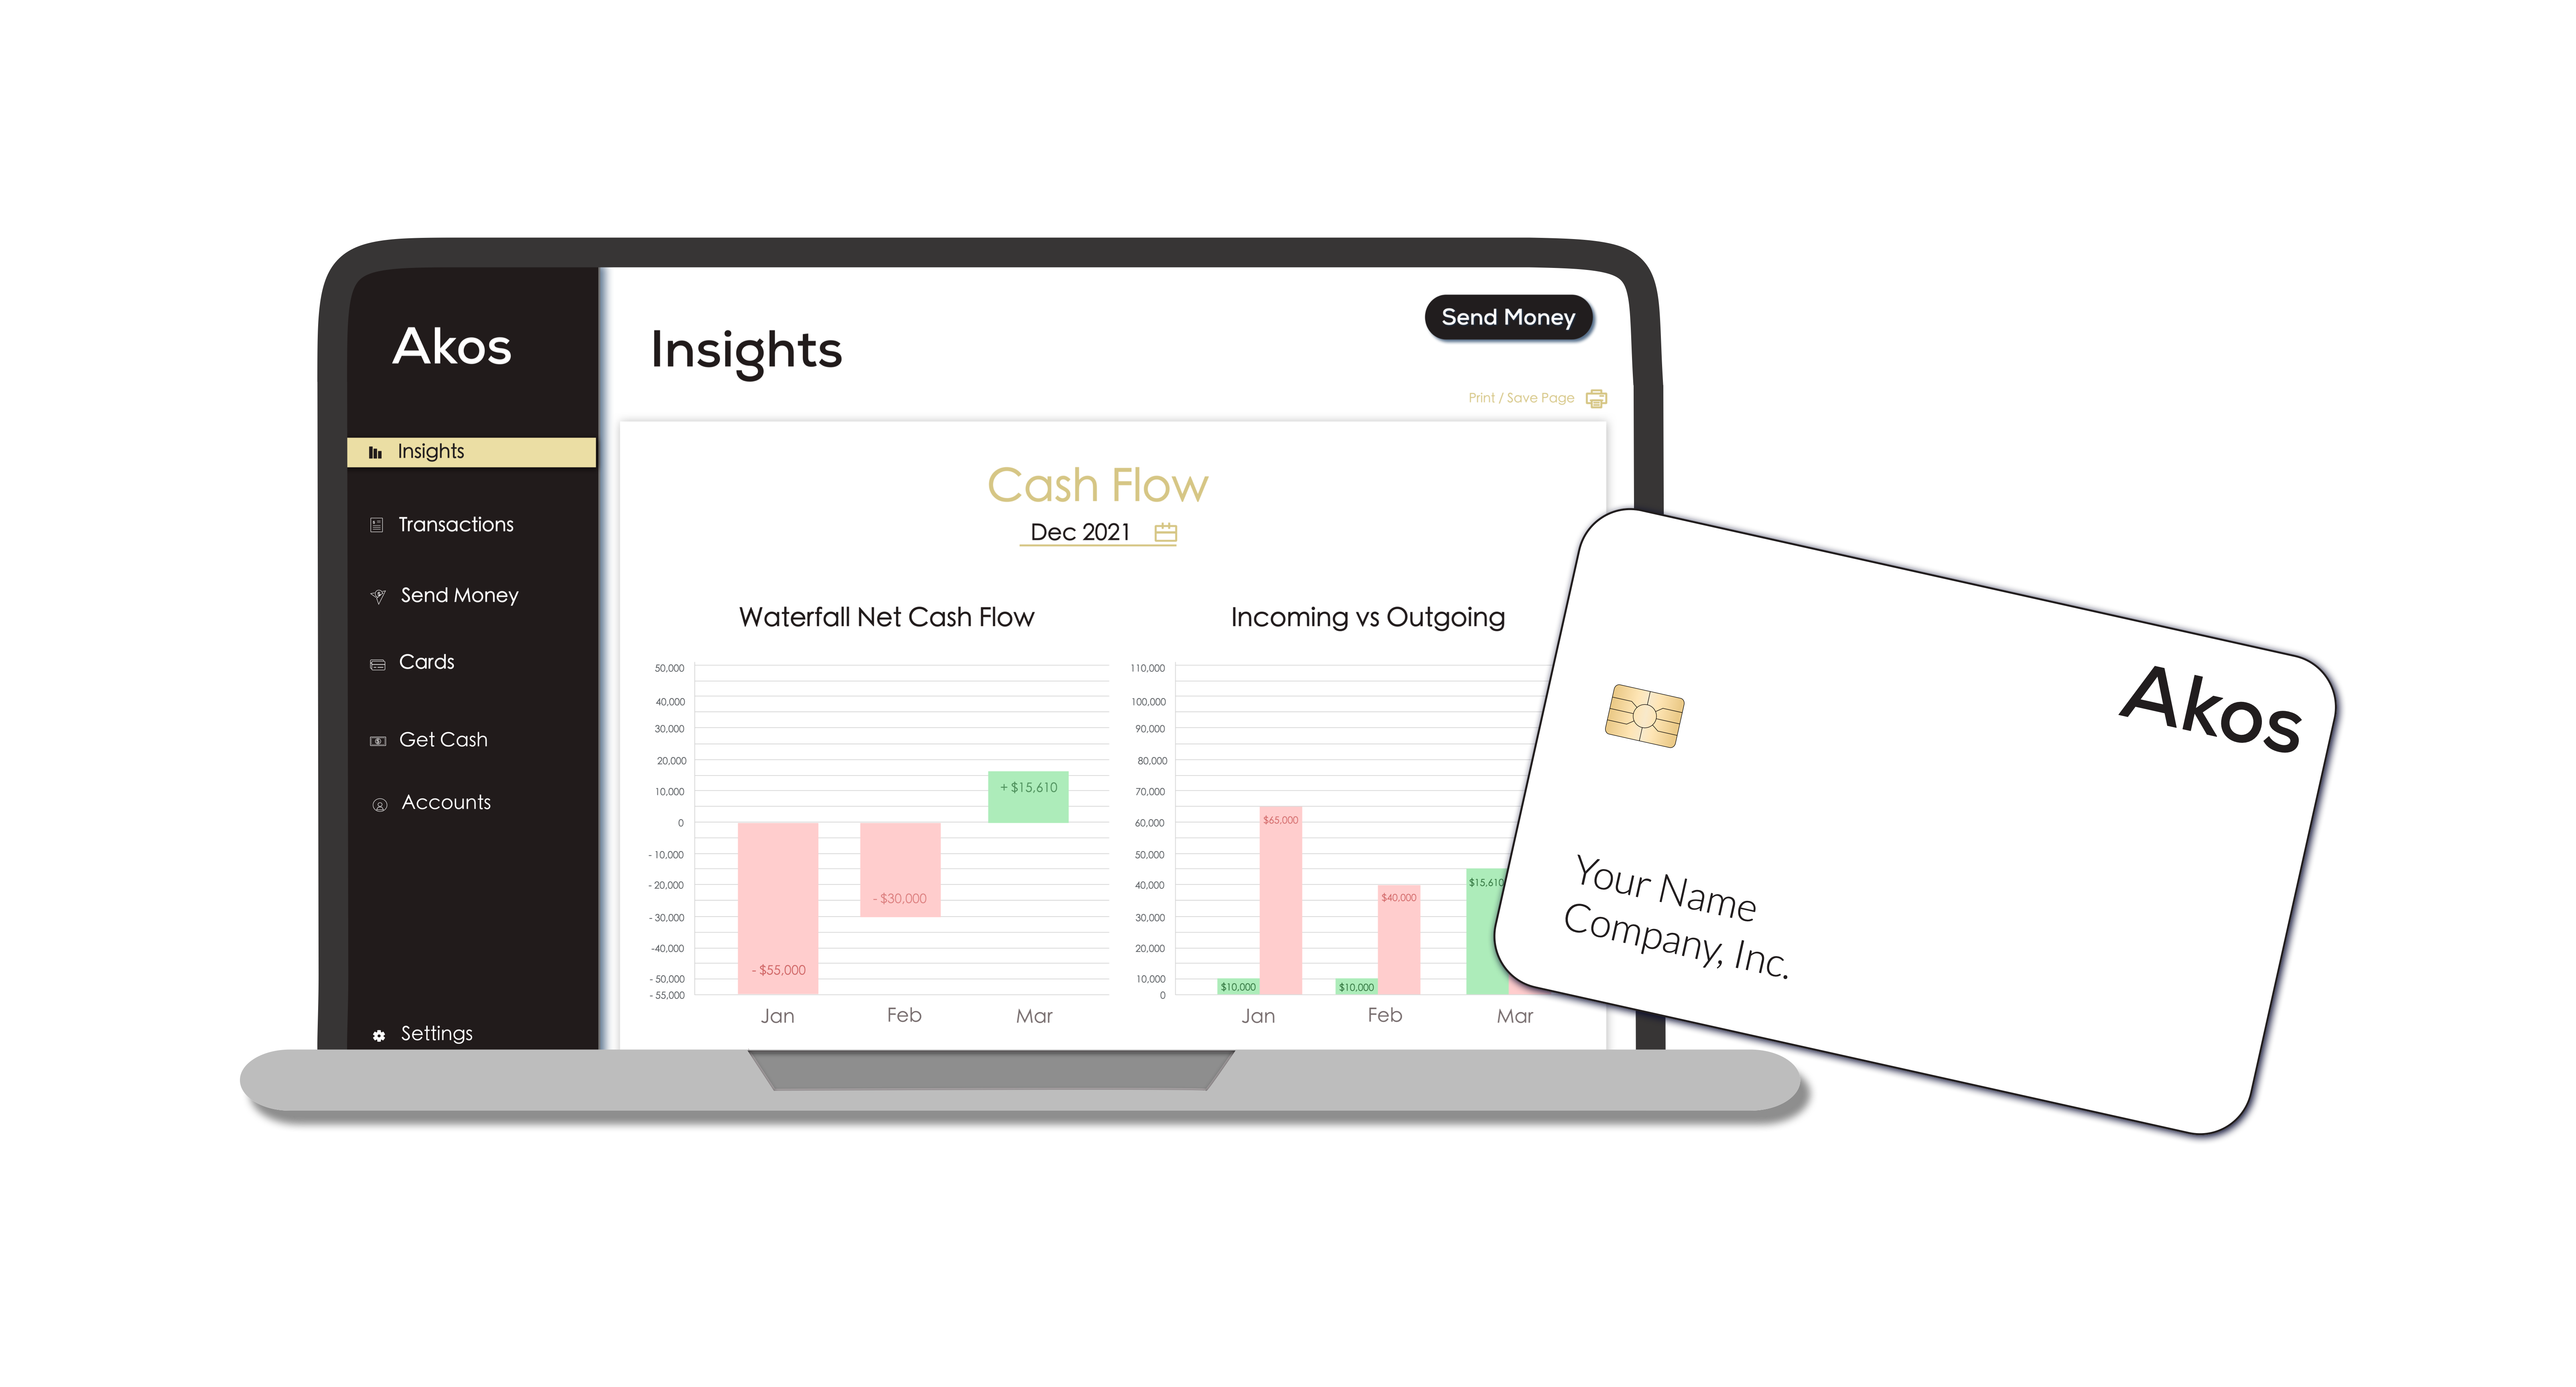 Akos
Insights
Transactions
Send Money
Cards
Get Cash
Accounts
Settings
Insights
Send Money
Print / Save Page
Cash Flow
Dec 2021
Waterfall Net Cash Flow
50,000
40,000
30,000
20,000
10,000
0
- 10,000
- 20,000
- 30,000
-40,000
- 50,000
- 55,000
- $55,000
- $30,000
+ $15,610
Jan Feb Mar
Incoming vs Outgoing
110,000
100,000
90,000
80,000
70,000
60,000
50,000
40,000
30,000
20,000
10,000
0
$10,000
$65,000
$10,000
$40,000
$15,610
Jan Feb Mar
Akos
Your Name
Company, Inc.